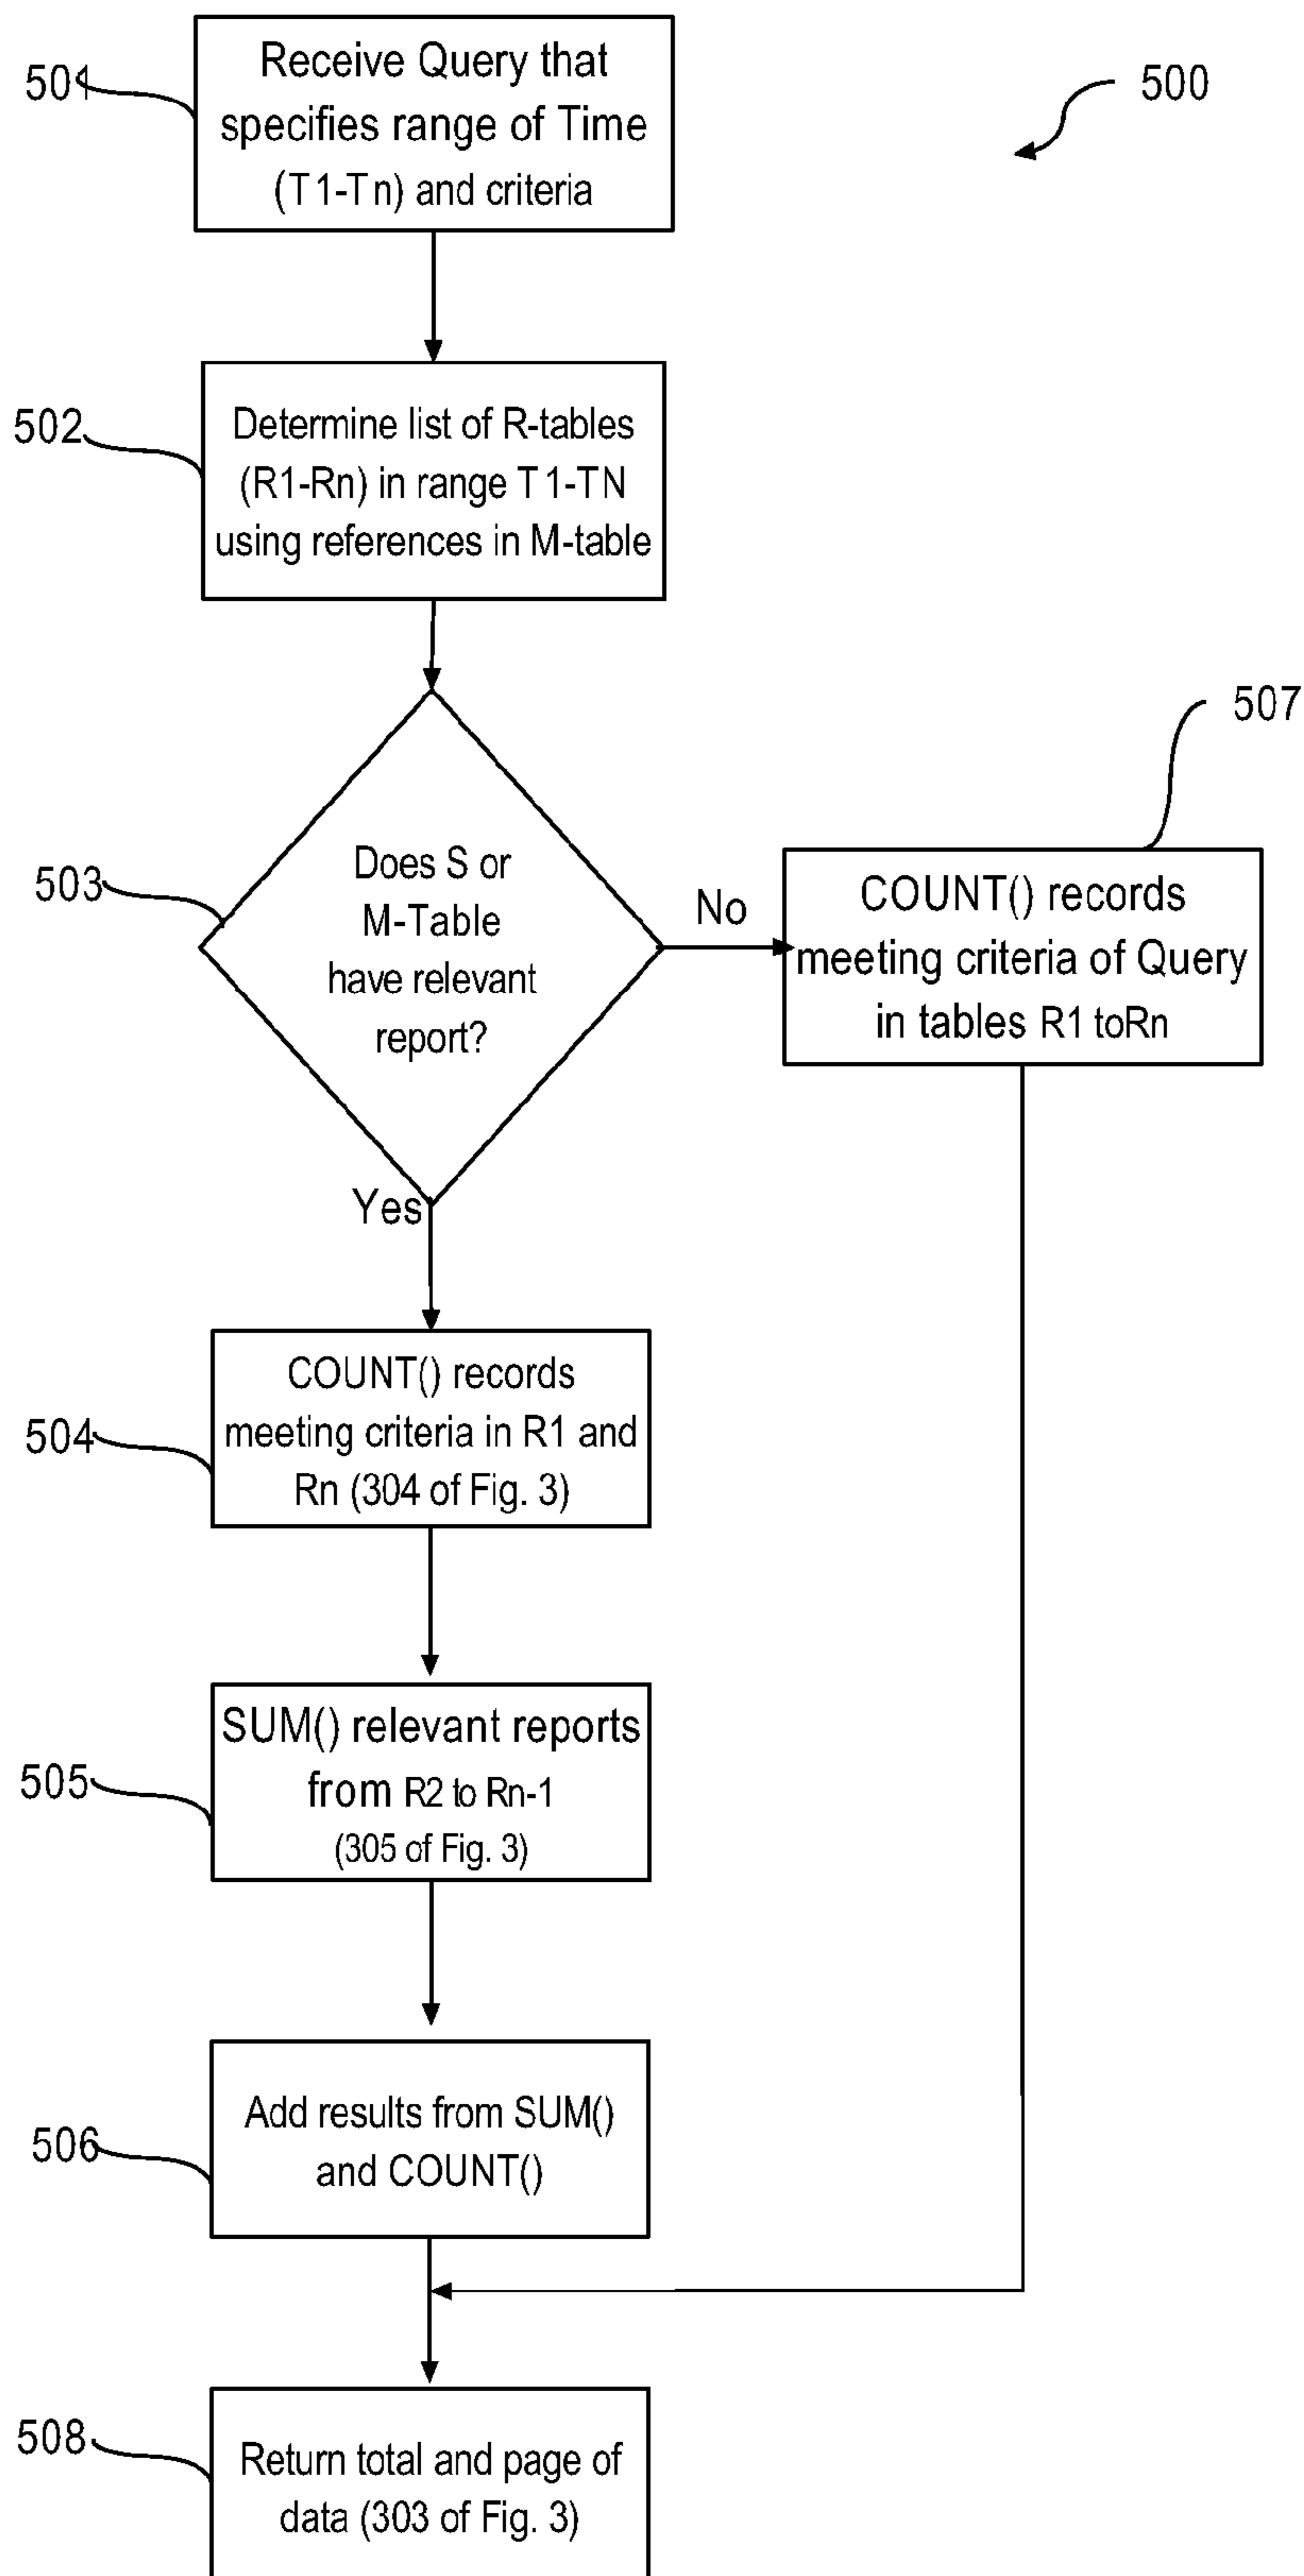 501
Receive Query that
specifies range of Time
(T1-Tn) and criteria
500
502
Determine list of R-tables
(R1-Rn) in range T1-TN
using references in M-table
503
Does S or
M-Table
have relevant
report?
No
507
COUNT() records
meeting criteria of Query
in tables R1 toRn
Yes
504
COUNT() records
meeting criteria in R1 and
Rn (304 of Fig. 3)
505
SUM() relevant reports
from R2 to Rn-1
(305 of Fig. 3)
506
Add results from SUM()
and COUNT()
508
Return total and page of
data (303 of Fig. 3)